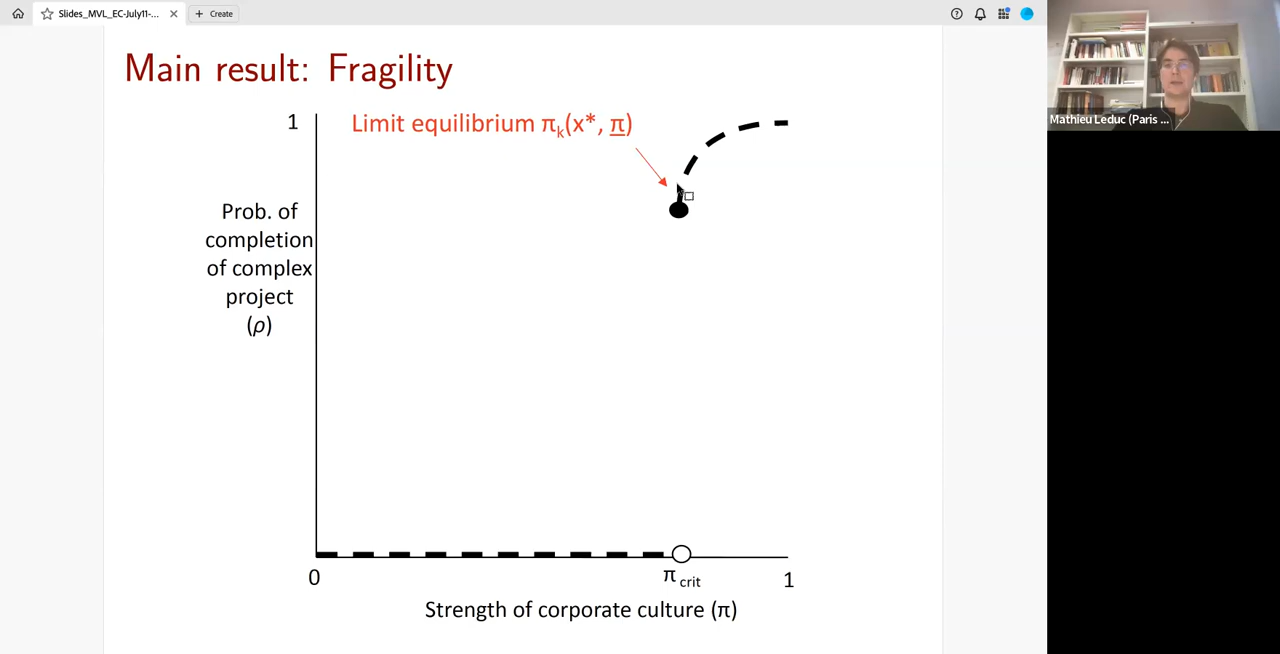 Slides_MVL_EC-July11-...
Create
Mathieu Leduc (Paris ...
Main result: Fragility
1
Limit equilibrium πk(x*, π)
Prob. of
completion
of complex
project
(ρ)
0
π crit
1
Strength of corporate culture (π)